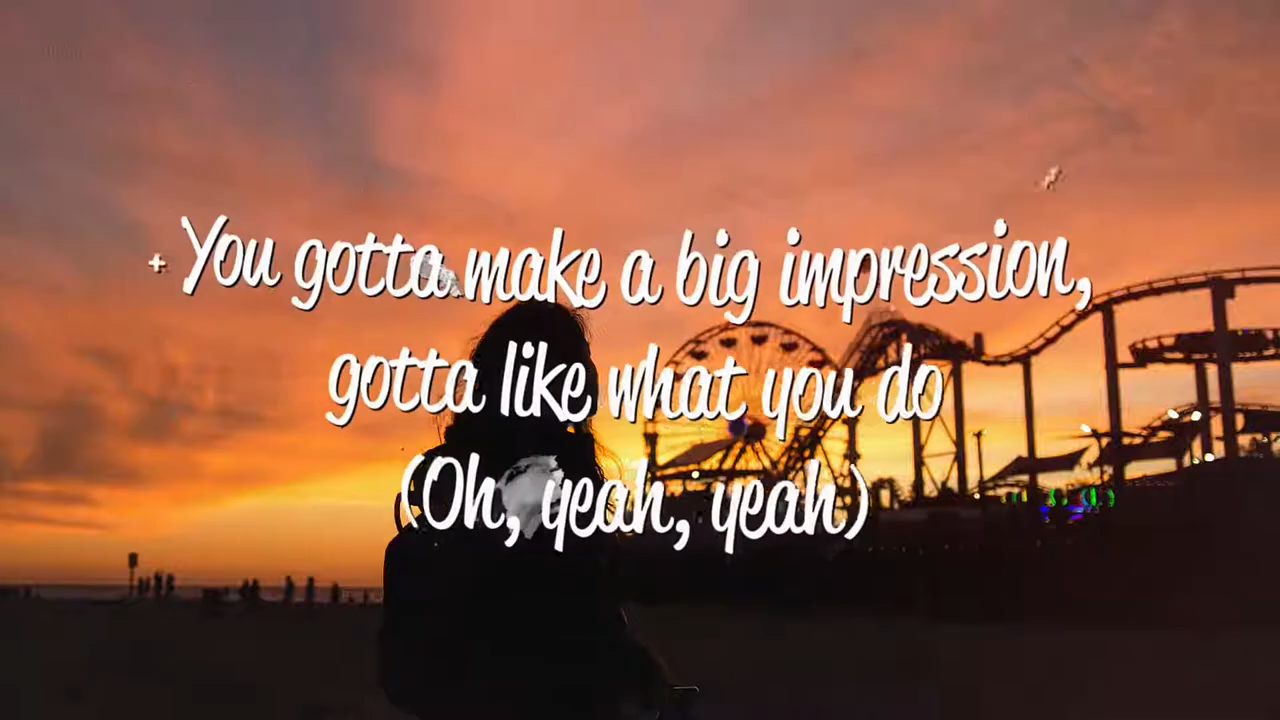 You gotta make a big impression,
gotta like what you do
(Oh, yeah, yeah)